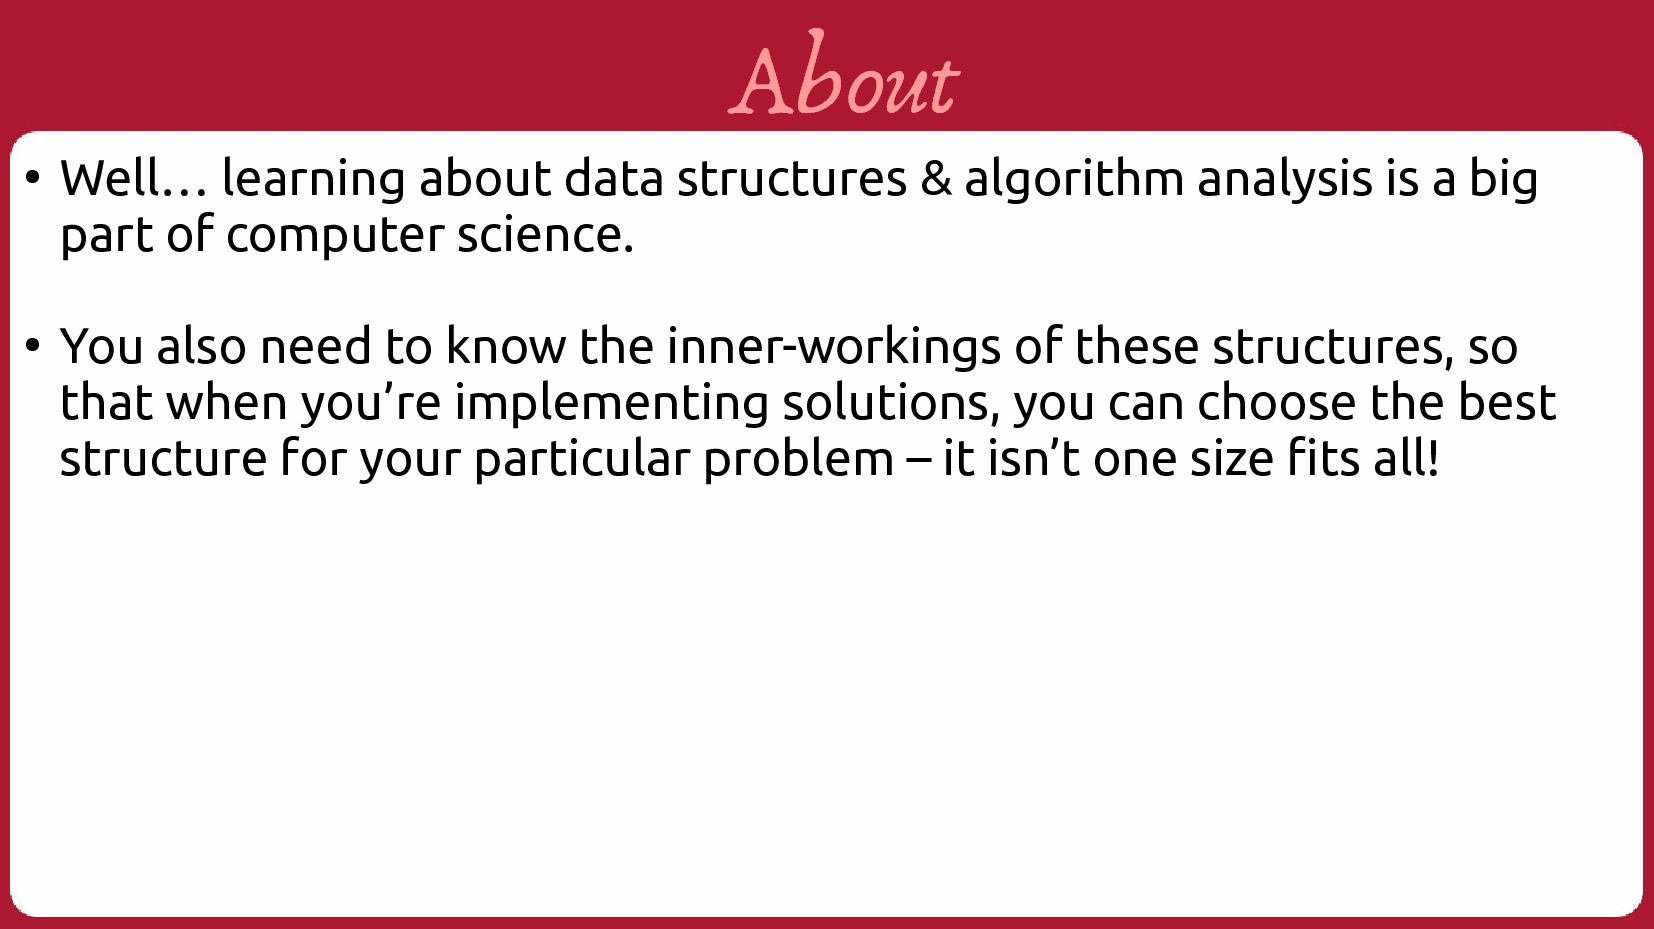 About
• Well… learning about data structures & algorithm analysis is a big
part of computer science.
• You also need to know the inner-workings of these structures, so
that when you’re implementing solutions, you can choose the best
structure for your particular problem – it isn’t one size fits all!